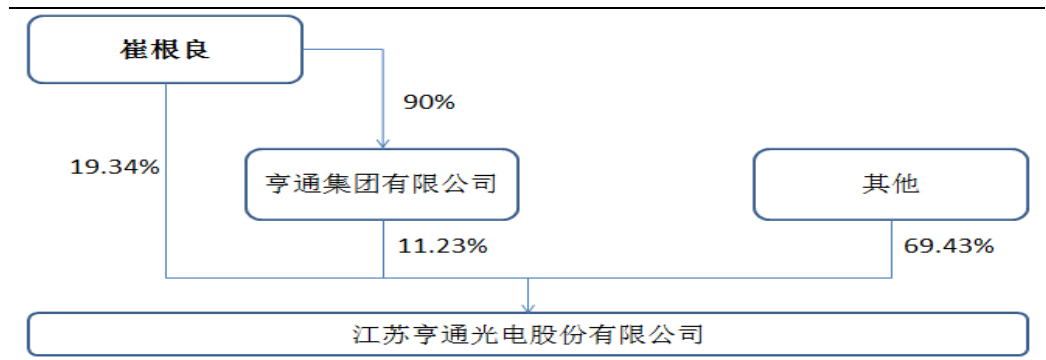 崔根良
90%
19.34%
亨通集团有限公司
其他
11.23%
69.43%
江苏亨通光电股份有限公司